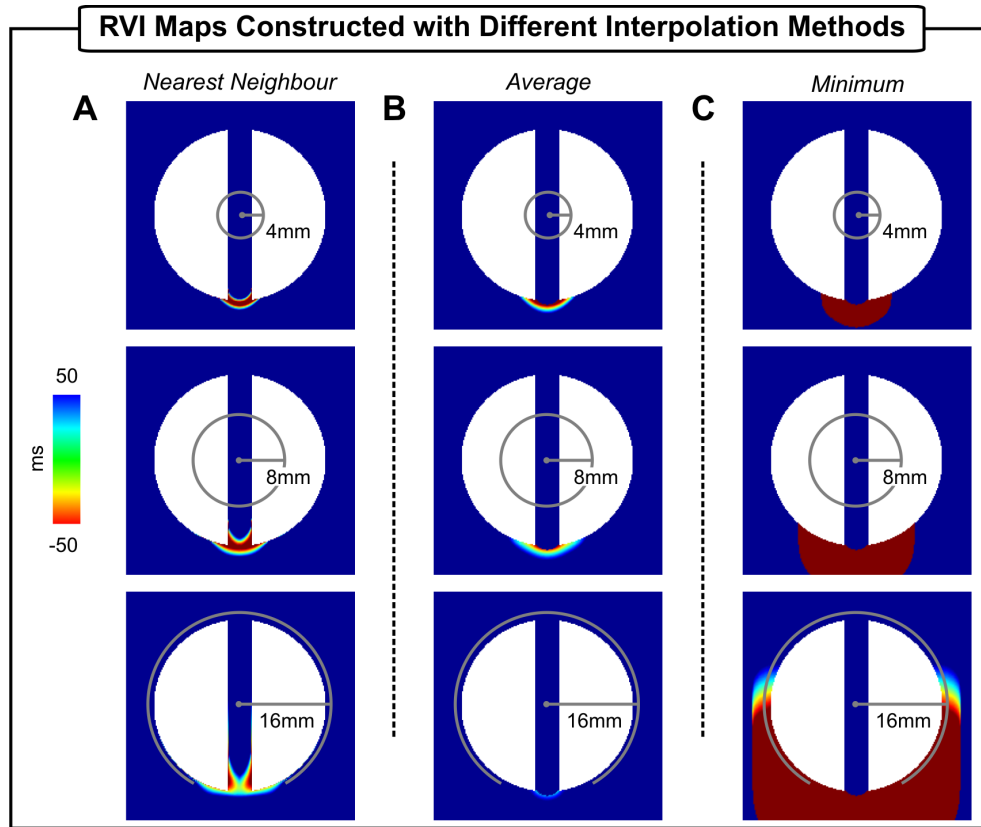 RVI Maps Constructed with Different Interpolation Methods
Nearest Neighbour
Average
Minimum
A
B
C
4mm
4mm
4mm
50
ms
-50
8mm
8mm
8mm
16mm
16mm
16mm